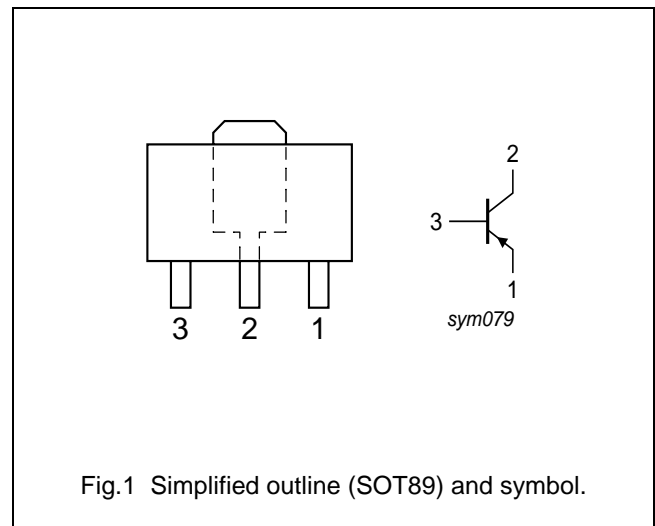 3 2 1
2
3
1
sym079
Fig.1 Simplified outline (SOT89) and symbol.